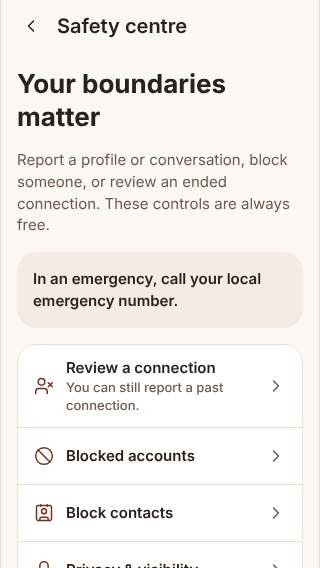 Safety centre
Your boundaries
matter
Report a profile or conversation, block
someone, or review an ended
connection. These controls are always
free.
In an emergency, call your local
emergency number.
Review a connection
You can still report a past
connection.
Blocked accounts
Block contacts
Privacy & visibility